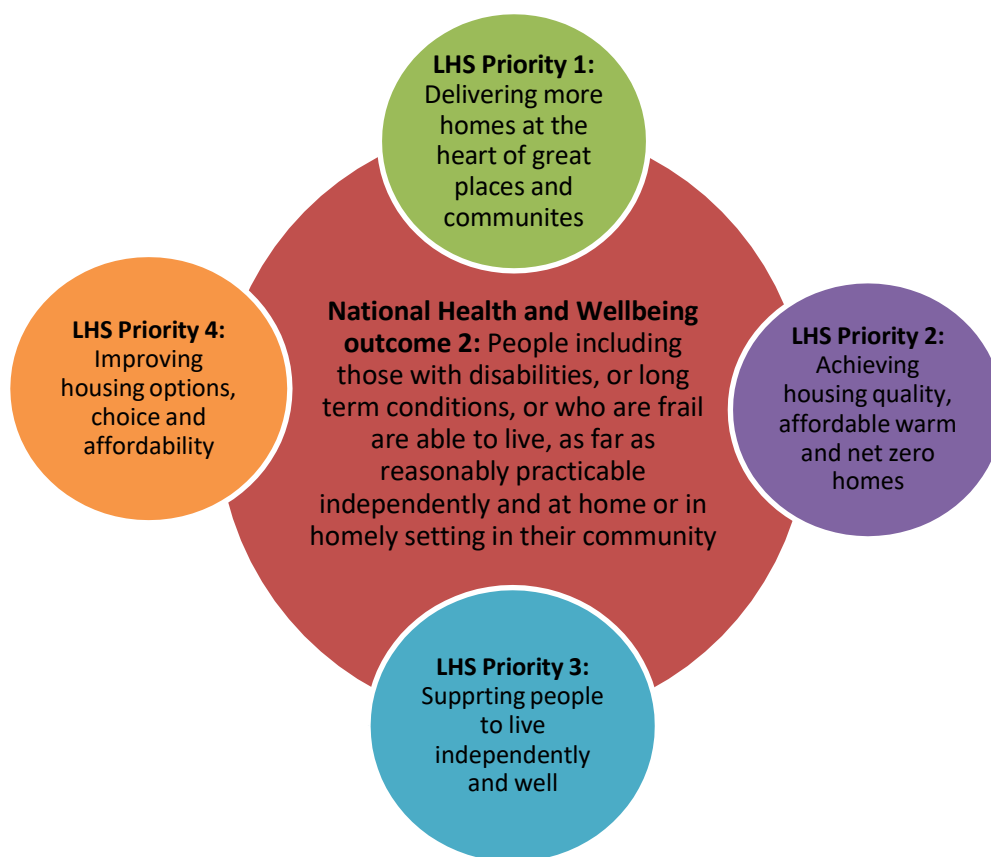 LHS Priority 1:
Delivering more
homes at the
heart of great
places and
communites
National Health and Wellbeing
outcome 2: People including
those with disabilities, or long
term conditions, or who are frail
are able to live, as far as
reasonably practicable
independently and at home or in
homely setting in their community
LHS Priority 4:
Improving
housing options,
choice and
affordability
LHS Priority 2:
Achieving
housing quality,
affordable warm
and net zero
homes
LHS Priority 3:
Supprting people
to live
independently
and well